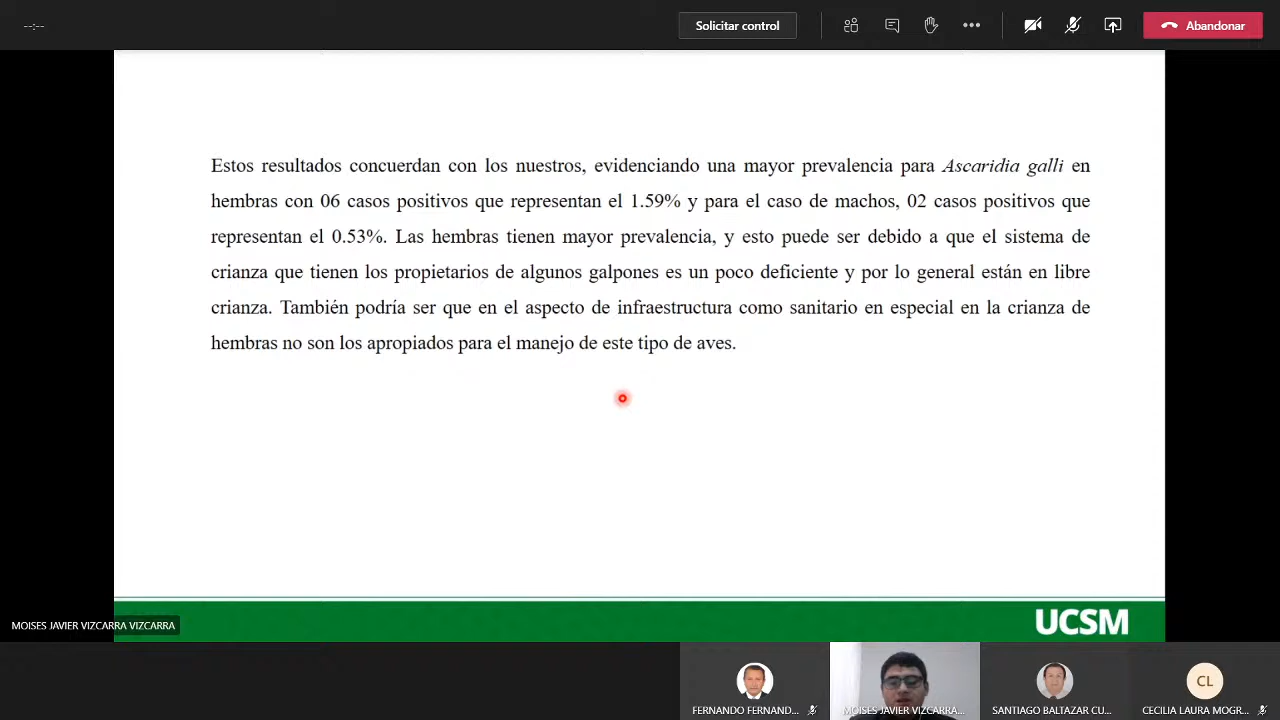 --:--
Solicitar control
Abandonar
Estos resultados concuerdan con los nuestros, evidenciando una mayor prevalencia para Ascaridia galli en
hembras con 06 casos positivos que representan el 1.59% y para el caso de machos, 02 casos positivos que
representan el 0.53%. Las hembras tienen mayor prevalencia, y esto puede ser debido a que el sistema de
crianza que tienen los propietarios de algunos galpones es un poco deficiente y por lo general están en libre
crianza. También podría ser que en el aspecto de infraestructura como sanitario en especial en la crianza de
hembras no son los apropiados para el manejo de este tipo de aves.
MOISES JAVIER VIZCARRA VIZCARRA
UCSM
CL
FERNANDO FERNAND...
MOISES JAVIER VIZCARRA...
SANTIAGO BALTAZAR CU...
CECILIA LAURA MOGR...